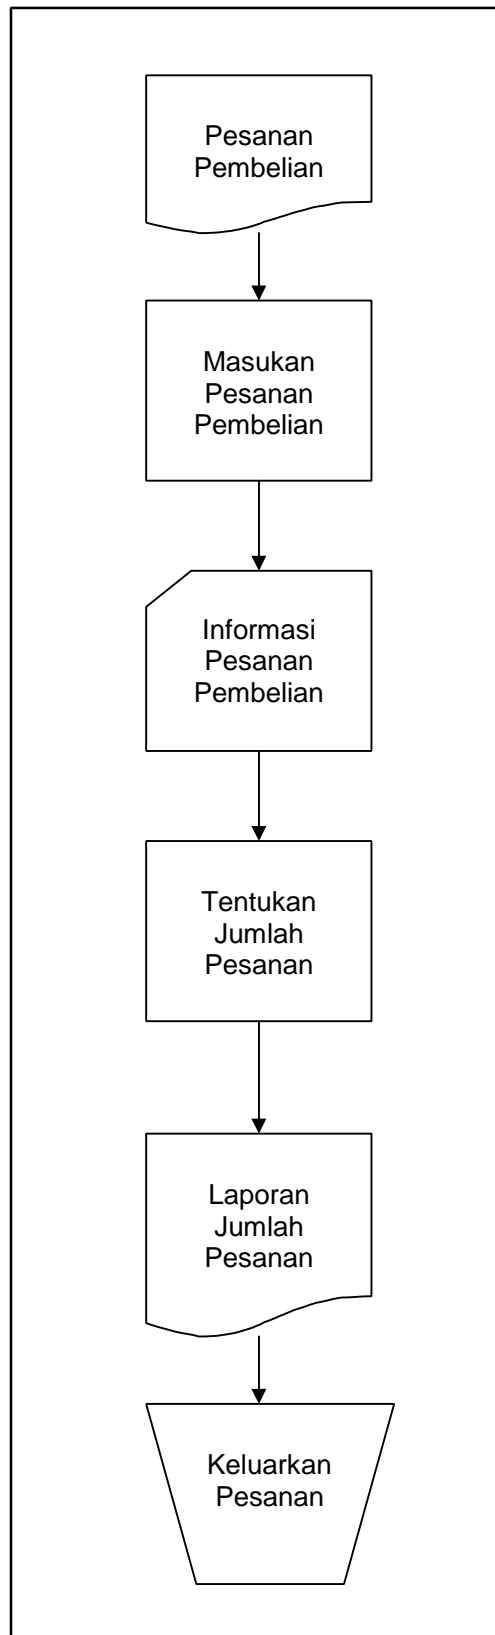 Pesanan
Pembelian
Masukan
Pesanan
Pembelian
Informasi
Pesanan
Pembelian
Tentukan
Jumlah
Pesanan
Laporan
Jumlah
Pesanan
Keluarkan
Pesanan